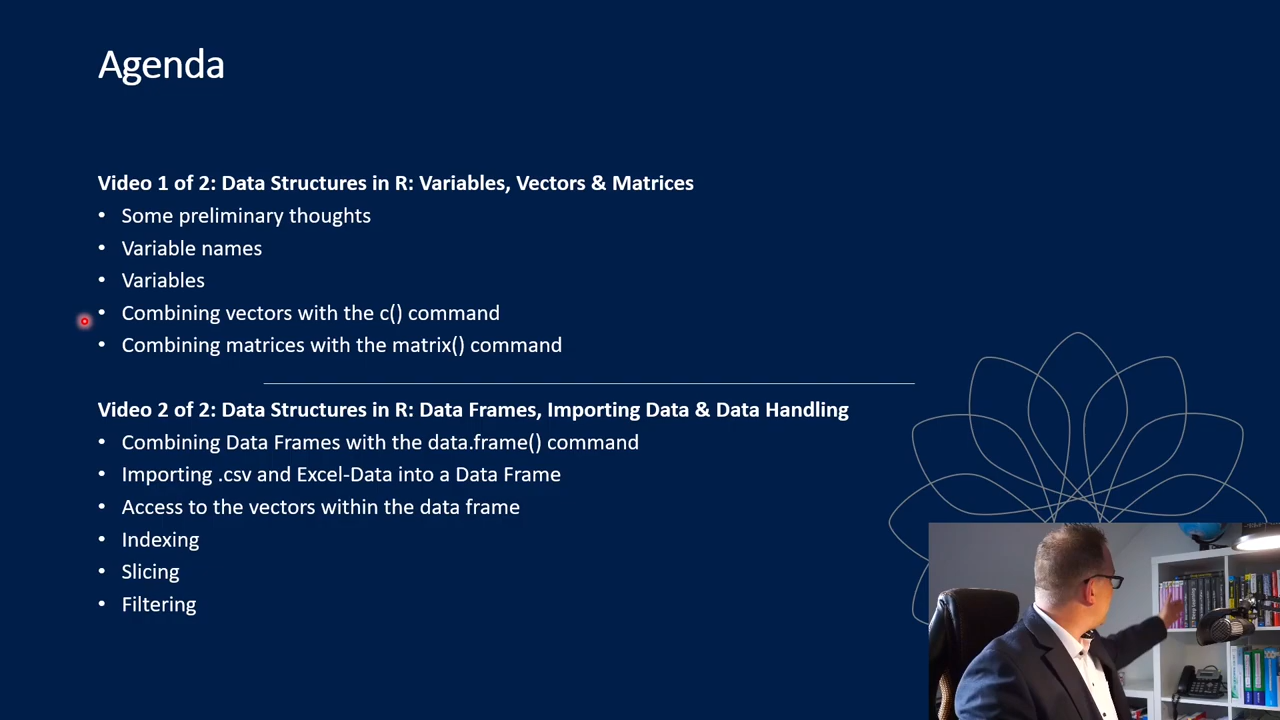 Agenda
Video 1 of 2: Data Structures in R: Variables, Vectors & Matrices
• Some preliminary thoughts
• Variable names
• Variables
• Combining vectors with the c() command
• Combining matrices with the matrix() command
Video 2 of 2: Data Structures in R: Data Frames, Importing Data & Data Handling
• Combining Data Frames with the data.frame() command
• Importing .csv and Excel-Data into a Data Frame
• Access to the vectors within the data frame
• Indexing
• Slicing
• Filtering